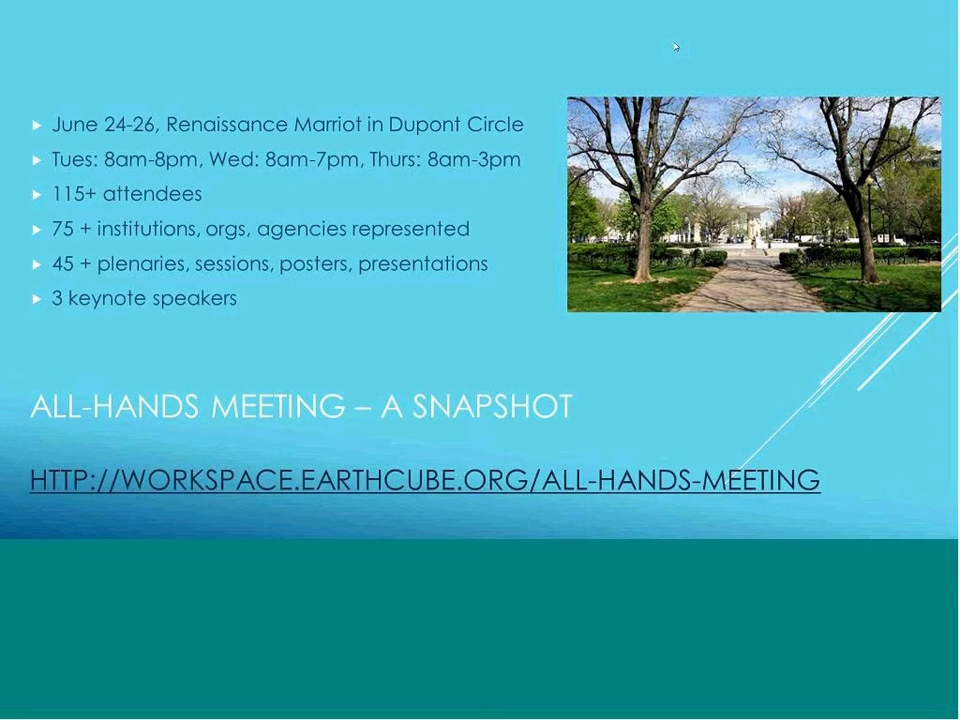 June 24-26, Renaissance Marriot in Dupont Circle
Tues: 8am-8pm, Wed: 8am-7pm, Thurs: 8am-3pm
115+ attendees
75 + institutions, orgs, agencies represented
45 + plenaries, sessions, posters, presentations
3 keynote speakers
ALL-HANDS MEETING – A SNAPSHOT
HTTP://WORKSPACE.EARTHCUBE.ORG/ALL-HANDS-MEETING